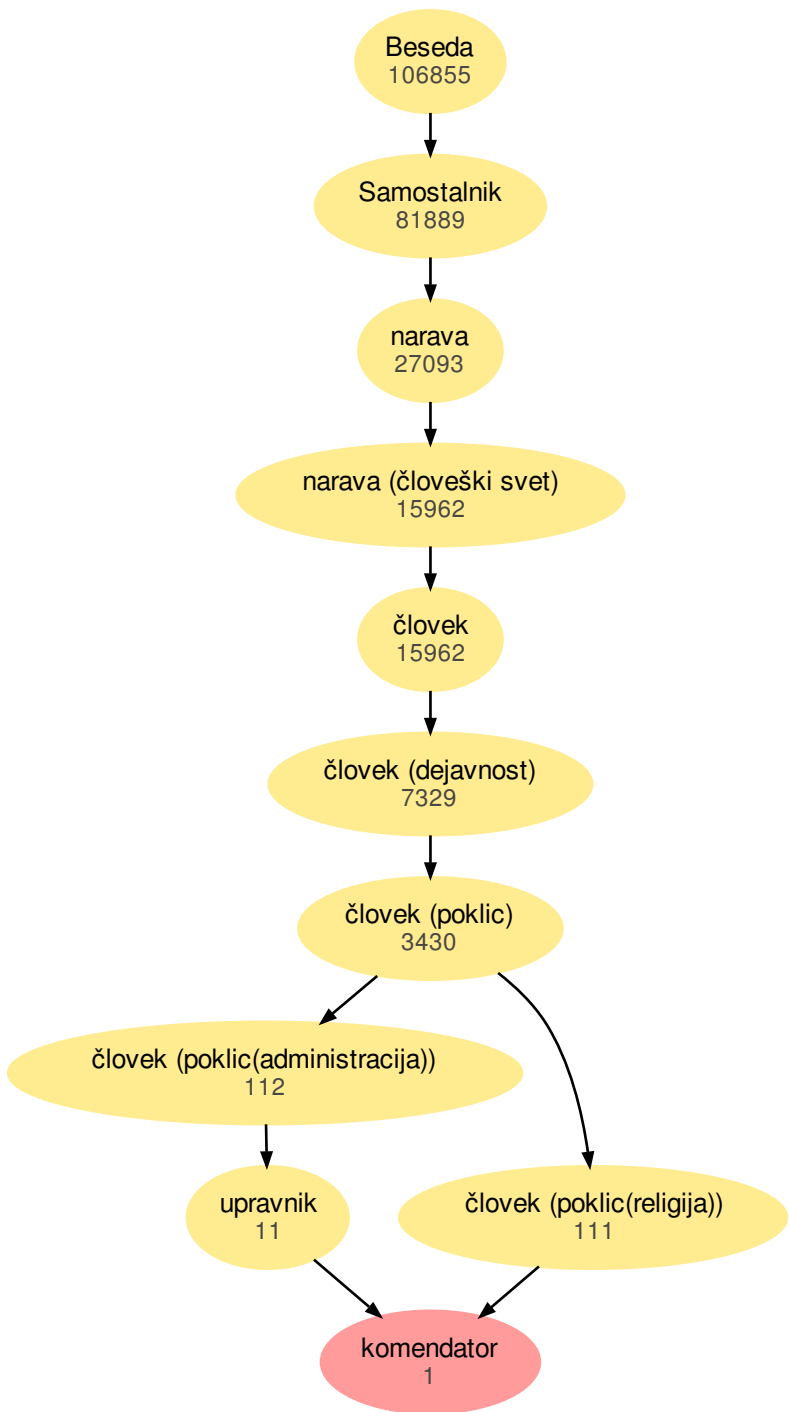 Beseda
106855
Samostalnik
81889
narava
27093
narava (človeški svet)
15962
človek
15962
človek (dejavnost)
7329
človek (poklic)
3430
človek (poklic(administracija))
112
upravnik
11
človek (poklic(religija))
111
komendator
1